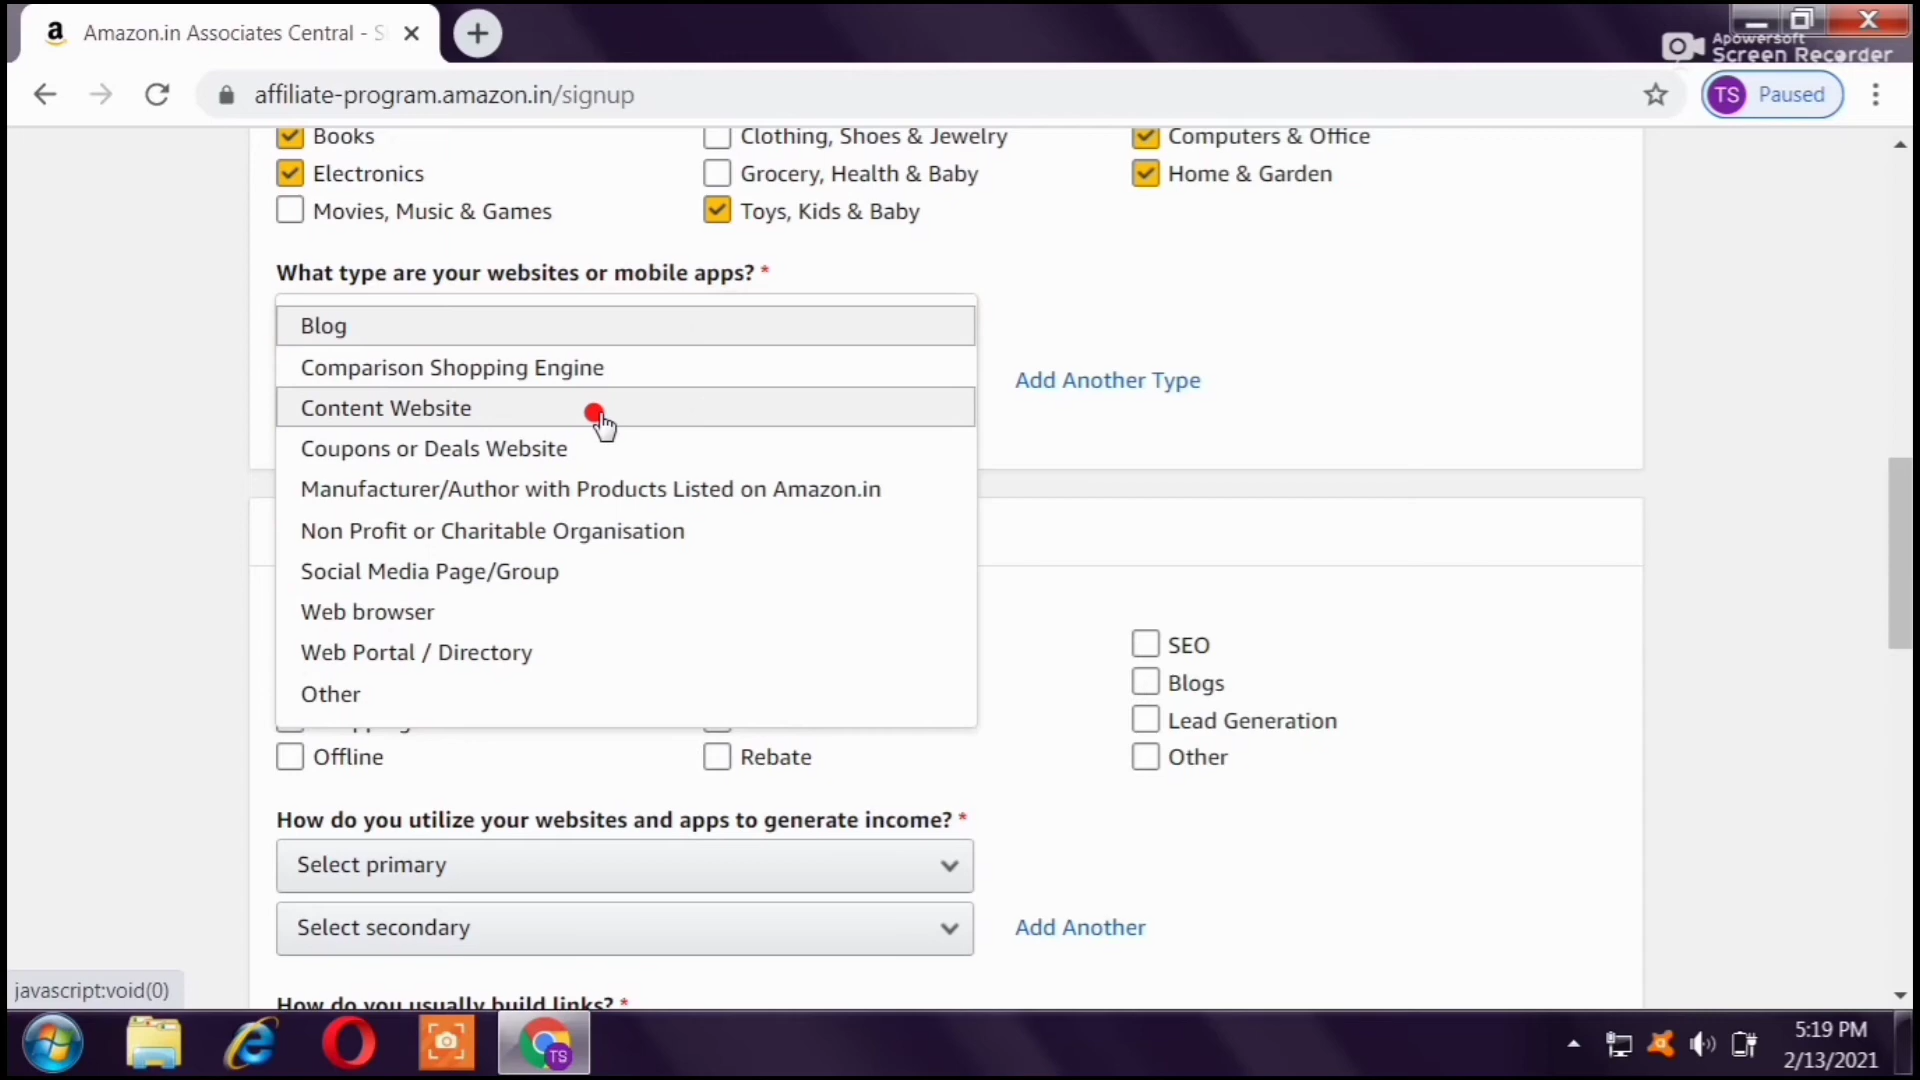 Amazon.in Associates Central - S
Apowersoft
Screen Recorder
affiliate-program.amazon.in/signup
TS Paused
Books
Clothing, Shoes & Jewelry
Computers & Office
Electronics
Grocery, Health & Baby
Home & Garden
Movies, Music & Games
Toys, Kids & Baby
What type are your websites or mobile apps? *
Blog
Comparison Shopping Engine
Add Another Type
Content Website
Coupons or Deals Website
Manufacturer/Author with Products Listed on Amazon.in
Non Profit or Charitable Organisation
Social Media Page/Group
Web browser
Web Portal / Directory
Other
SEO
Blogs
Lead Generation
Offline
Rebate
Other
How do you utilize your websites and apps to generate income? *
Select primary
Select secondary
Add Another
javascript:void(0)
How do you usually build links? *
TS
5:19 PM
2/13/2021